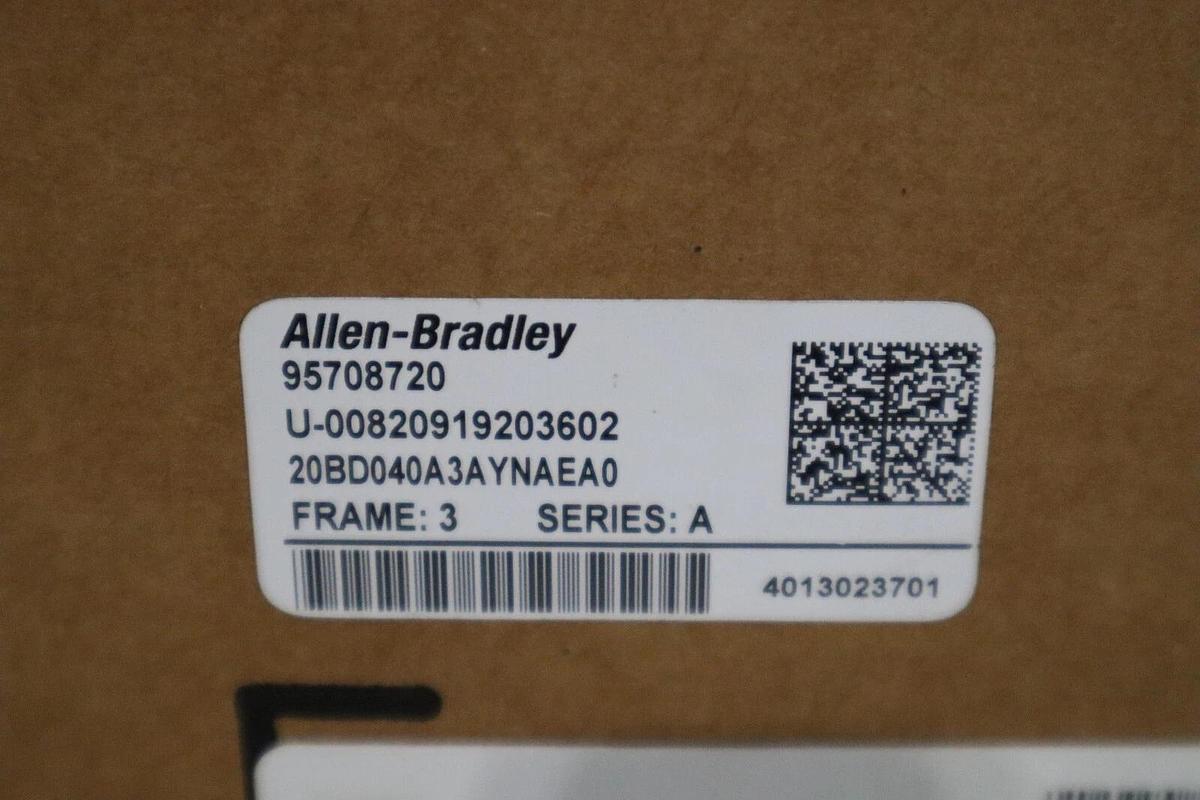 Allen-Bradley
95708720
U-00820919203602
20BD040A3AYNAEA0
FRAME: 3 SERIES: A
4013023701